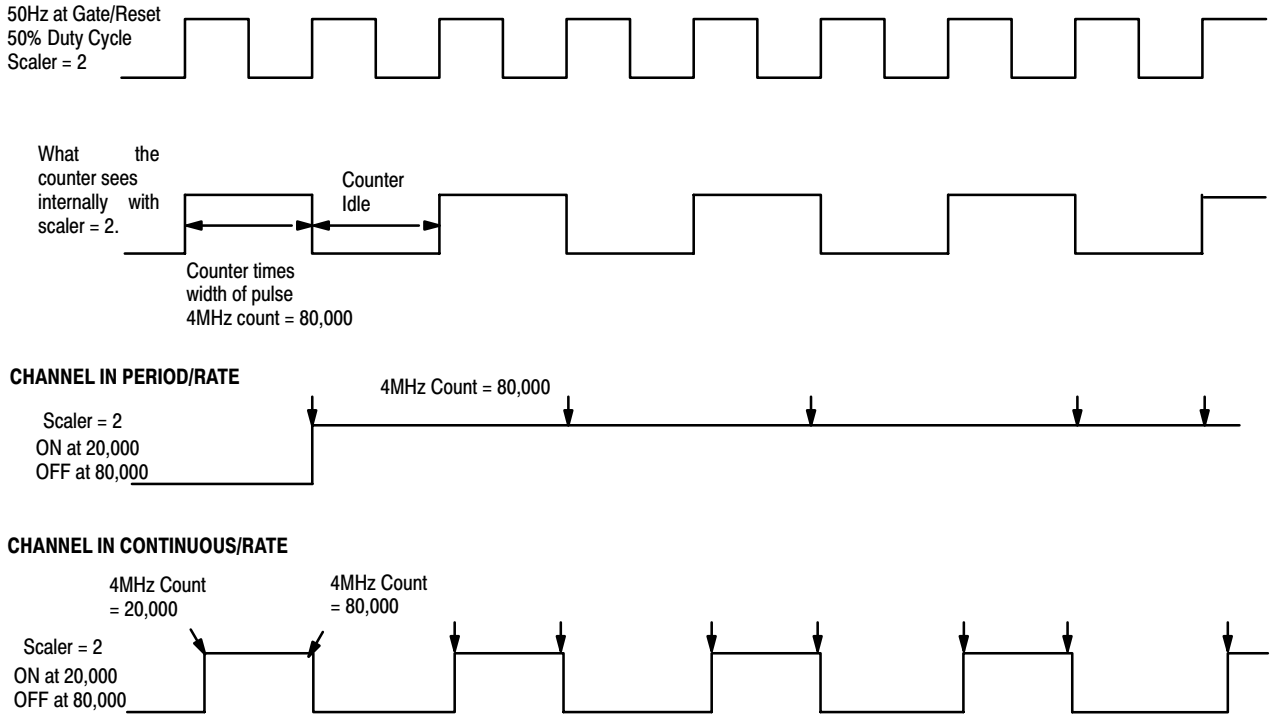 50Hz at Gate/Reset
50% Duty Cycle
Scaler = 2
What the
counter sees
internally with
scaler = 2.
Counter
Idle
Counter times
width of pulse
4MHz count = 80,000
CHANNEL IN PERIOD/RATE
4MHz Count = 80,000
Scaler = 2
ON at 20,000
OFF at 80,000
CHANNEL IN CONTINUOUS/RATE
4MHz Count
= 20,000
4MHz Count
= 80,000
Scaler = 2
ON at 20,000
OFF at 80,000